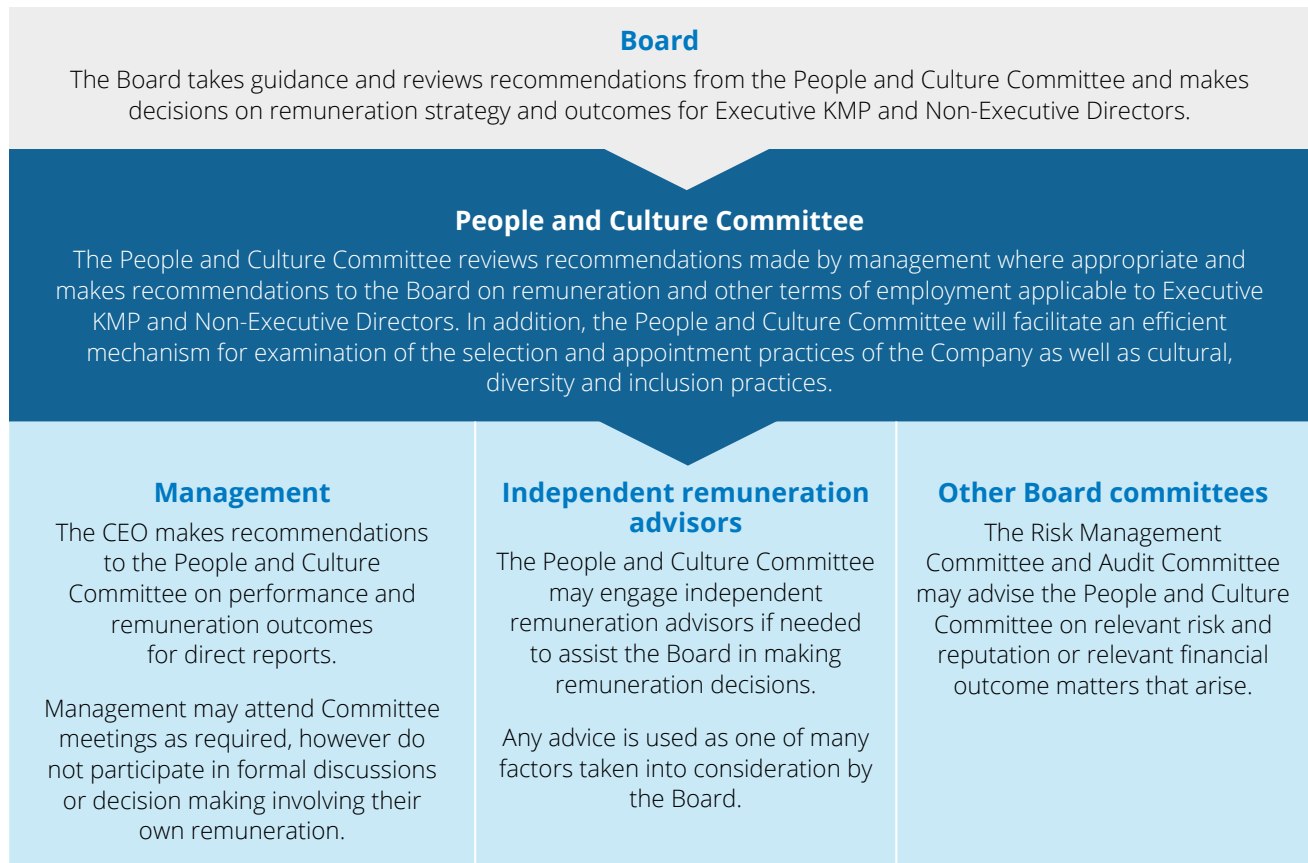 Board
The Board takes guidance and reviews recommendations from the People and Culture Committee and makes
decisions on remuneration strategy and outcomes for Executive KMP and Non-Executive Directors.
People and Culture Committee
The People and Culture Committee reviews recommendations made by management where appropriate and
makes recommendations to the Board on remuneration and other terms of employment applicable to Executive
KMP and Non-Executive Directors. In addition, the People and Culture Committee will facilitate an efficient
mechanism for examination of the selection and appointment practices of the Company as well as cultural,
diversity and inclusion practices.
Management
The CEO makes recommendations
to the People and Culture
Committee on performance and
remuneration outcomes
for direct reports.
Management may attend Committee
meetings as required, however do
not participate in formal discussions
or decision making involving their
own remuneration.
Independent remuneration
advisors
The People and Culture Committee
may engage independent
remuneration advisors if needed
to assist the Board in making
remuneration decisions.
Any advice is used as one of many
factors taken into consideration by
the Board.
Other Board committees
The Risk Management
Committee and Audit Committee
may advise the People and Culture
Committee on relevant risk and
reputation or relevant financial
outcome matters that arise.